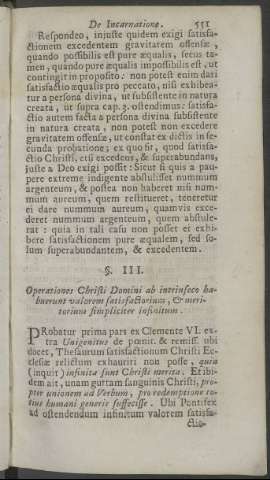 De Incarnatione. 551
Respondeo, injuste quidem exigi satisfa-
ctionem excedentem gravitatem offensæ,
quando possibilis est pure æqualis, secus ta-
men, quando pure æqualis impossibilis est, ut
contingit in proposito: non potest enim dari
satisfactio æqualis pro peccato, nisi exhibea-
tur a persona divina, ut subsistente in natura
creata, ut supra cap. 3. ostendimus: satisfa-
ctio autem facta a persona divina subsistente
in natura creata, non potest non excedere
gravitatem offensæ, ut constat ex dictis in se-
cunda probatione; ex quo fit, quod satisfa-
ctio Christi, etsi excedens, & superabundans,
juste a Deo exigi posset: Sicut si quis a pau-
pere extreme indigente abstulisset nummum
argenteum, & postea non haberet nisi num-
mum aureum, quem restitueret, teneretur
ei dare nummum aureum, quamvis exce-
deret nummum argenteum, quem abstule-
rat: quia in tali casu non posset ei exhi-
bere satisfactionem pure æqualem, sed so-
lum superabundantem, & excedentem.
§. III.
Operationes Christi Domini ab intrinseco ha-
buerunt valorem satisfactorium, & meri-
torium simpliciter infinitum.
PRobatur prima pars ex Clemente VI. ex-
tra Unigenitus de pœnit. & remiss. ubi
docet, Thesaurum satisfactionum Christi Ec-
clesiæ relictum exhauriri non posse, quia
(inquit) infinita sunt Christi merita. Et ibi-
dem ait, unam guttam sanguinis Christi, pro-
pter unionem ad Verbum, pro redemptione to-
tius humani generis suffecisse. Ubi Pontifex
ad ostendendum infinitum valorem satisfa-
ctio-